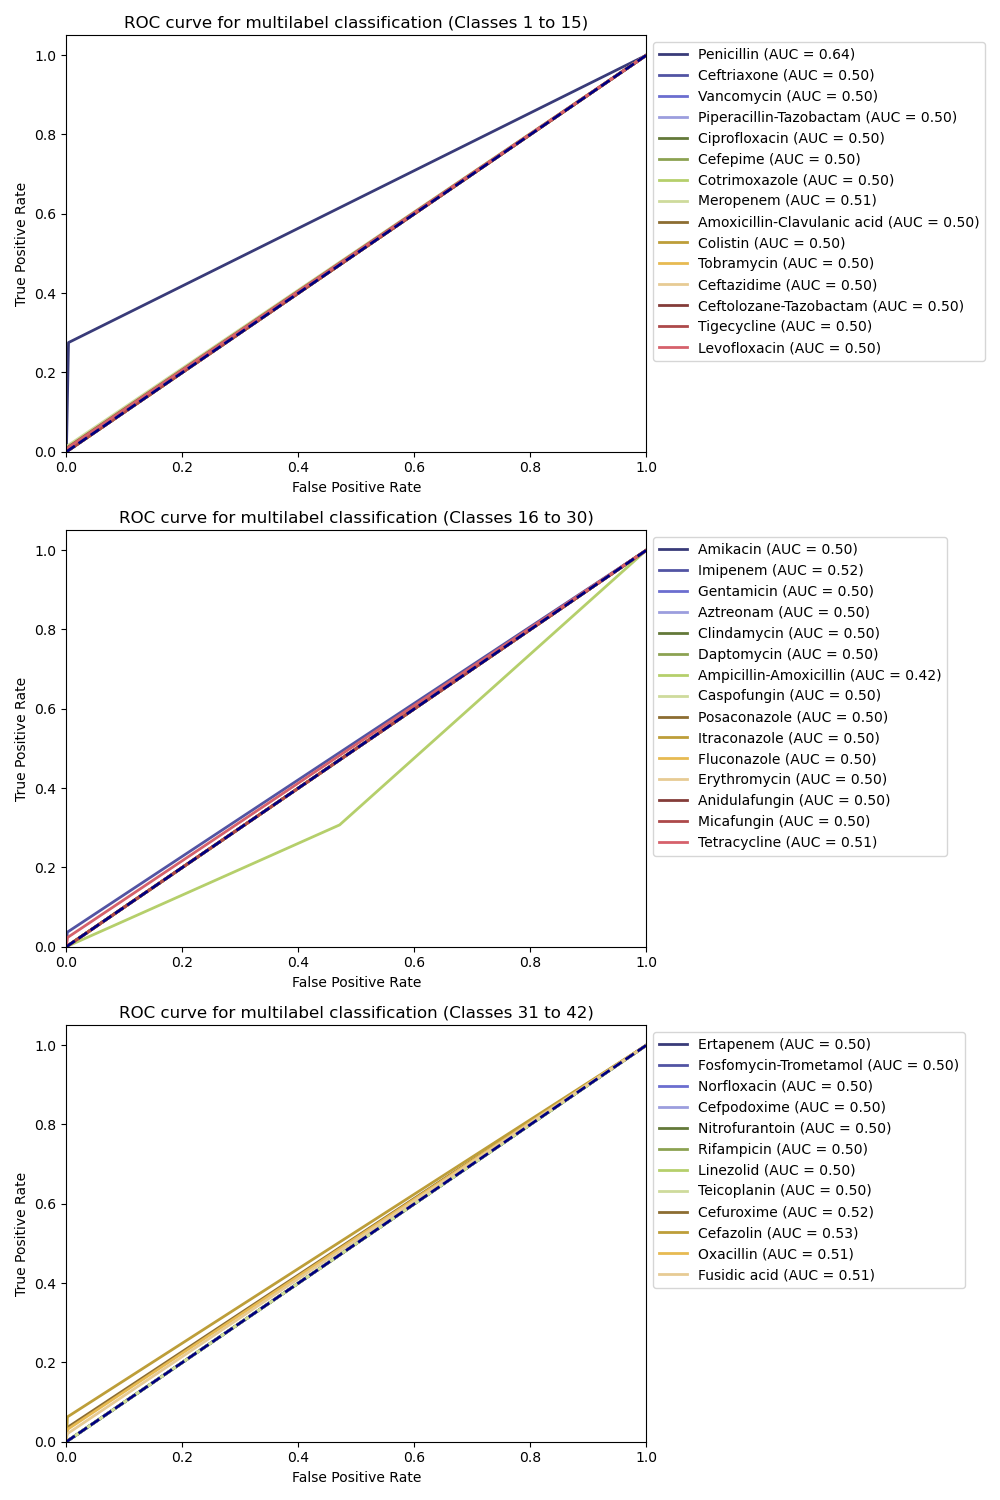 ROC curve for multilabel classification (Classes 1 to 15)
True Positive Rate
1.0
0.8
0.6
0.4
0.2
0.0
0.0 0.2 0.4 0.6 0.8 1.0
False Positive Rate
Penicillin (AUC = 0.64)
Ceftriaxone (AUC = 0.50)
Vancomycin (AUC = 0.50)
Piperacillin-Tazobactam (AUC = 0.50)
Ciprofloxacin (AUC = 0.50)
Cefepime (AUC = 0.50)
Cotrimoxazole (AUC = 0.50)
Meropenem (AUC = 0.51)
Amoxicillin-Clavulanic acid (AUC = 0.50)
Colistin (AUC = 0.50)
Tobramycin (AUC = 0.50)
Ceftazidime (AUC = 0.50)
Ceftolozane-Tazobactam (AUC = 0.50)
Tigecycline (AUC = 0.50)
Levofloxacin (AUC = 0.50)
ROC curve for multilabel classification (Classes 16 to 30)
True Positive Rate
1.0
0.8
0.6
0.4
0.2
0.0
0.0 0.2 0.4 0.6 0.8 1.0
False Positive Rate
Amikacin (AUC = 0.50)
Imipenem (AUC = 0.52)
Gentamicin (AUC = 0.50)
Aztreonam (AUC = 0.50)
Clindamycin (AUC = 0.50)
Daptomycin (AUC = 0.50)
Ampicillin-Amoxicillin (AUC = 0.42)
Caspofungin (AUC = 0.50)
Posaconazole (AUC = 0.50)
Itraconazole (AUC = 0.50)
Fluconazole (AUC = 0.50)
Erythromycin (AUC = 0.50)
Anidulafungin (AUC = 0.50)
Micafungin (AUC = 0.50)
Tetracycline (AUC = 0.51)
ROC curve for multilabel classification (Classes 31 to 42)
True Positive Rate
1.0
0.8
0.6
0.4
0.2
0.0
0.0 0.2 0.4 0.6 0.8 1.0
False Positive Rate
Ertapenem (AUC = 0.50)
Fosfomycin-Trometamol (AUC = 0.50)
Norfloxacin (AUC = 0.50)
Cefpodoxime (AUC = 0.50)
Nitrofurantoin (AUC = 0.50)
Rifampicin (AUC = 0.50)
Linezolid (AUC = 0.50)
Teicoplanin (AUC = 0.50)
Cefuroxime (AUC = 0.52)
Cefazolin (AUC = 0.53)
Oxacillin (AUC = 0.51)
Fusidic acid (AUC = 0.51)